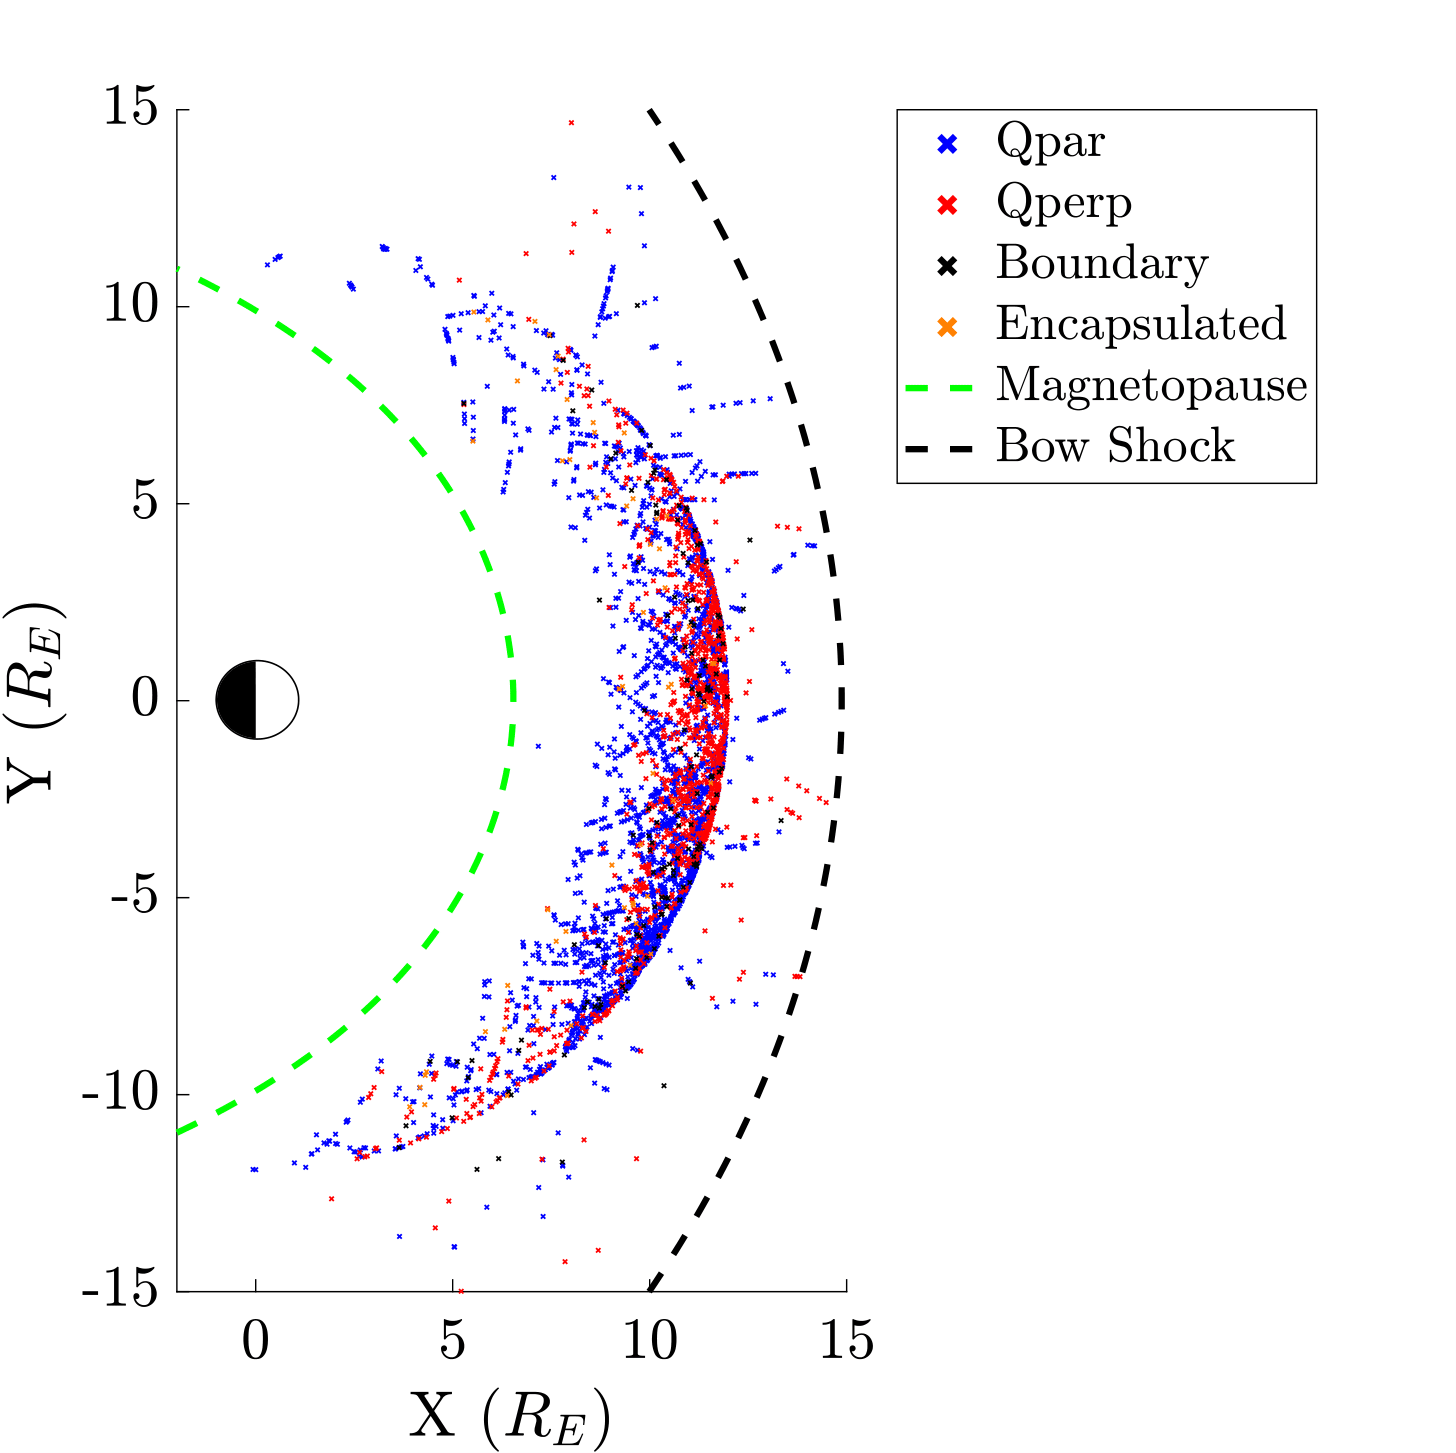 15
10
5
0
-5
-10
-15
0 5 10 15
X (R_E)
Y (R_E)
Qpar
Qperp
Boundary
Encapsulated
Magnetopause
Bow Shock